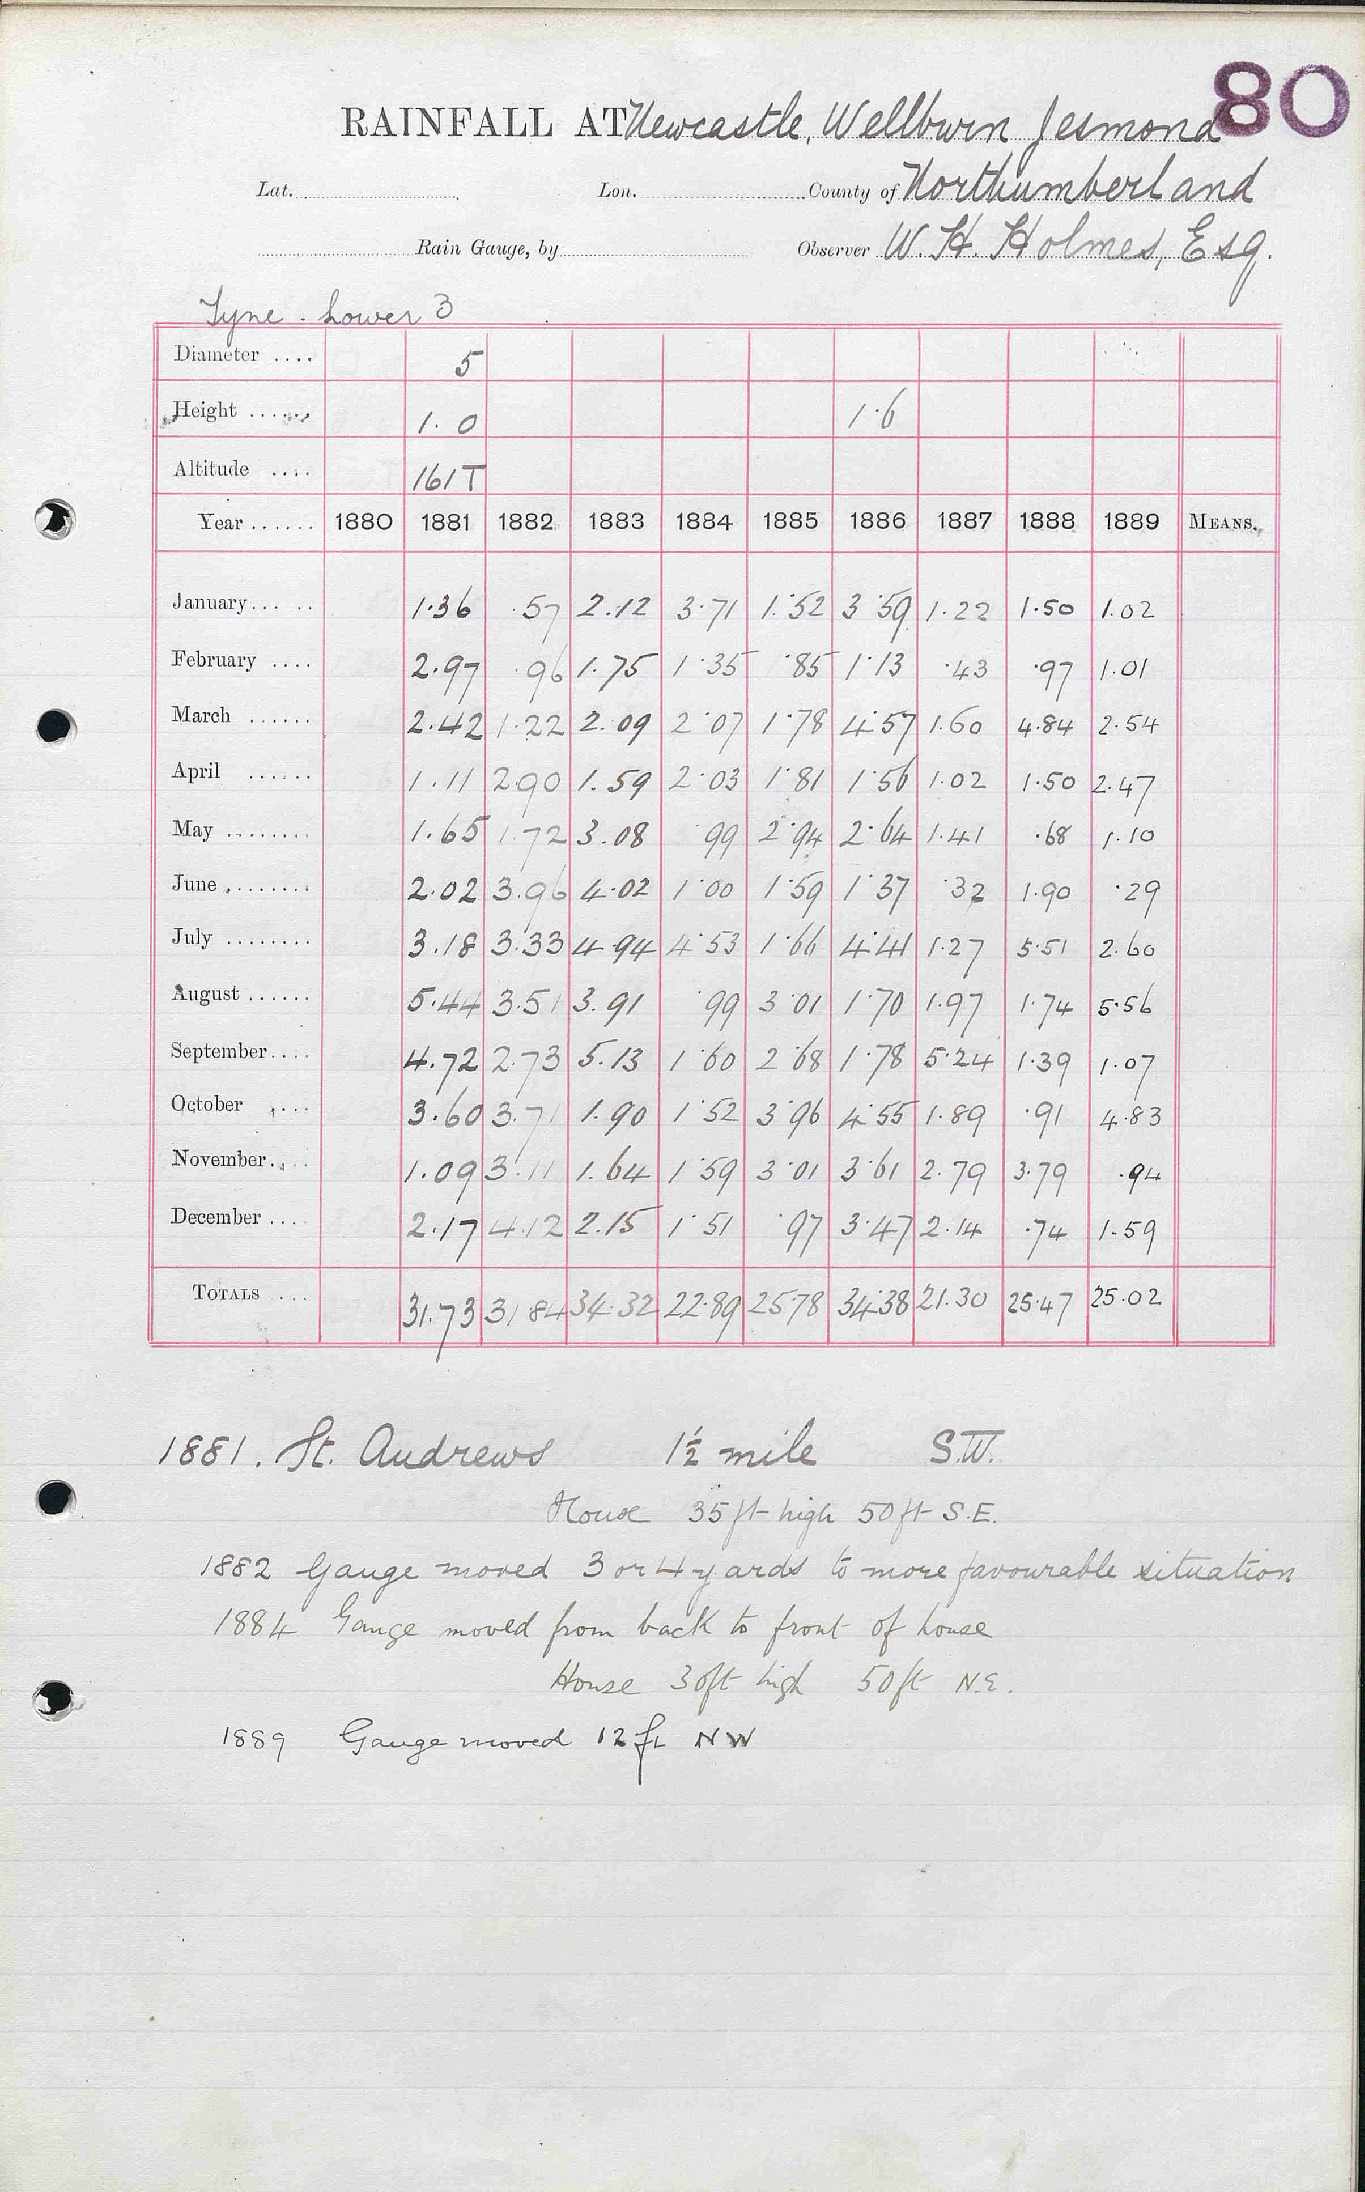 80
RAINFALL AT Newcastle, Wellburn Jesmond
Lat. Lon. County of Northumberland
Rain Gauge, by Observer W. H. Holmes, Esq.
Tyne. Lower 3
Diameter .... 5
Height ...... 1.0 1.6
Altitude .... 161T
Year ...... 1880 1881 1882 1883 1884 1885 1886 1887 1888 1889 MEANS.
January ... .. 1.36 .57 2.12 3.71 1.52 3.59 1.22 1.50 1.02
February .... 2.97 .96 1.75 1.35 .85 1.13 .43 .97 1.01
March ...... 2.42 1.22 2.09 2.07 1.78 4.57 1.60 4.84 2.54
April ...... 1.11 2.90 1.59 2.03 1.81 1.56 1.02 1.50 2.47
May ........ 1.65 1.72 3.08 .99 2.94 2.64 1.41 .68 1.10
June ........ 2.02 3.96 4.02 1.00 1.59 1.37 .32 1.90 .29
July ........ 3.18 3.33 4.94 4.53 1.66 4.41 1.27 5.51 2.60
August ...... 5.44 3.51 3.91 .99 3.01 1.70 1.97 1.74 5.56
September .... 4.72 2.73 5.13 1.60 2.68 1.78 5.24 1.39 1.07
October .... 3.60 3.71 1.90 1.52 3.96 4.55 1.89 .91 4.83
November .... 1.09 3.11 1.64 1.59 3.01 3.61 2.79 3.79 .94
December .... 2.17 4.12 2.15 1.51 .97 3.47 2.14 .74 1.59
TOTALS ... 31.73 31.84 34.32 22.89 25.78 34.38 21.30 25.47 25.02
1881. St. Andrews 1½ mile S.W.
House 35 ft high 50 ft S.E.
1882 Gauge moved 3 or 4 yards to more favourable situation
1884 Gauge moved from back to front of house
House 30ft high 50ft N.E.
1889 Gauge moved 12 ft NW